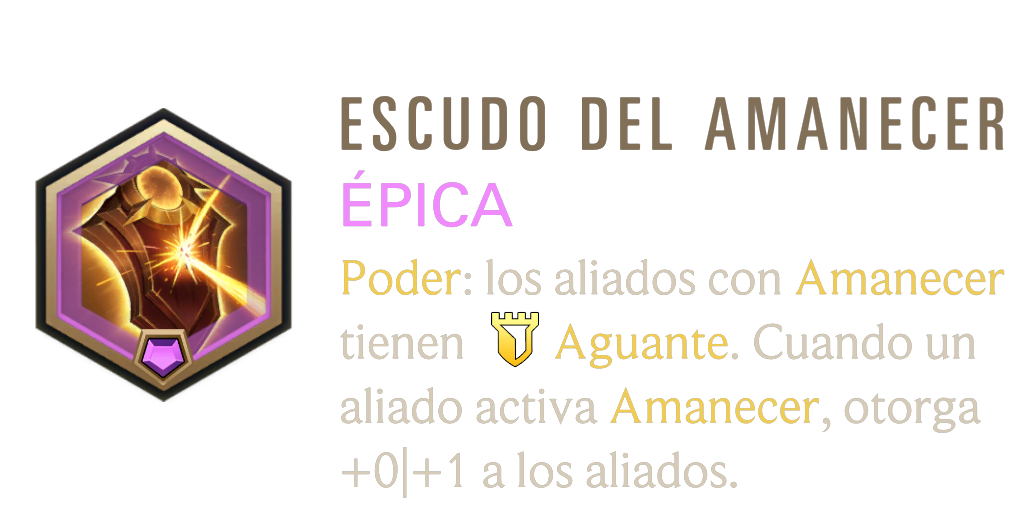 ESCUDO DEL AMANECER
ÉPICA
Poder: los aliados con Amanecer
tienen Aguante. Cuando un
aliado activa Amanecer, otorga
+0|+1 a los aliados.